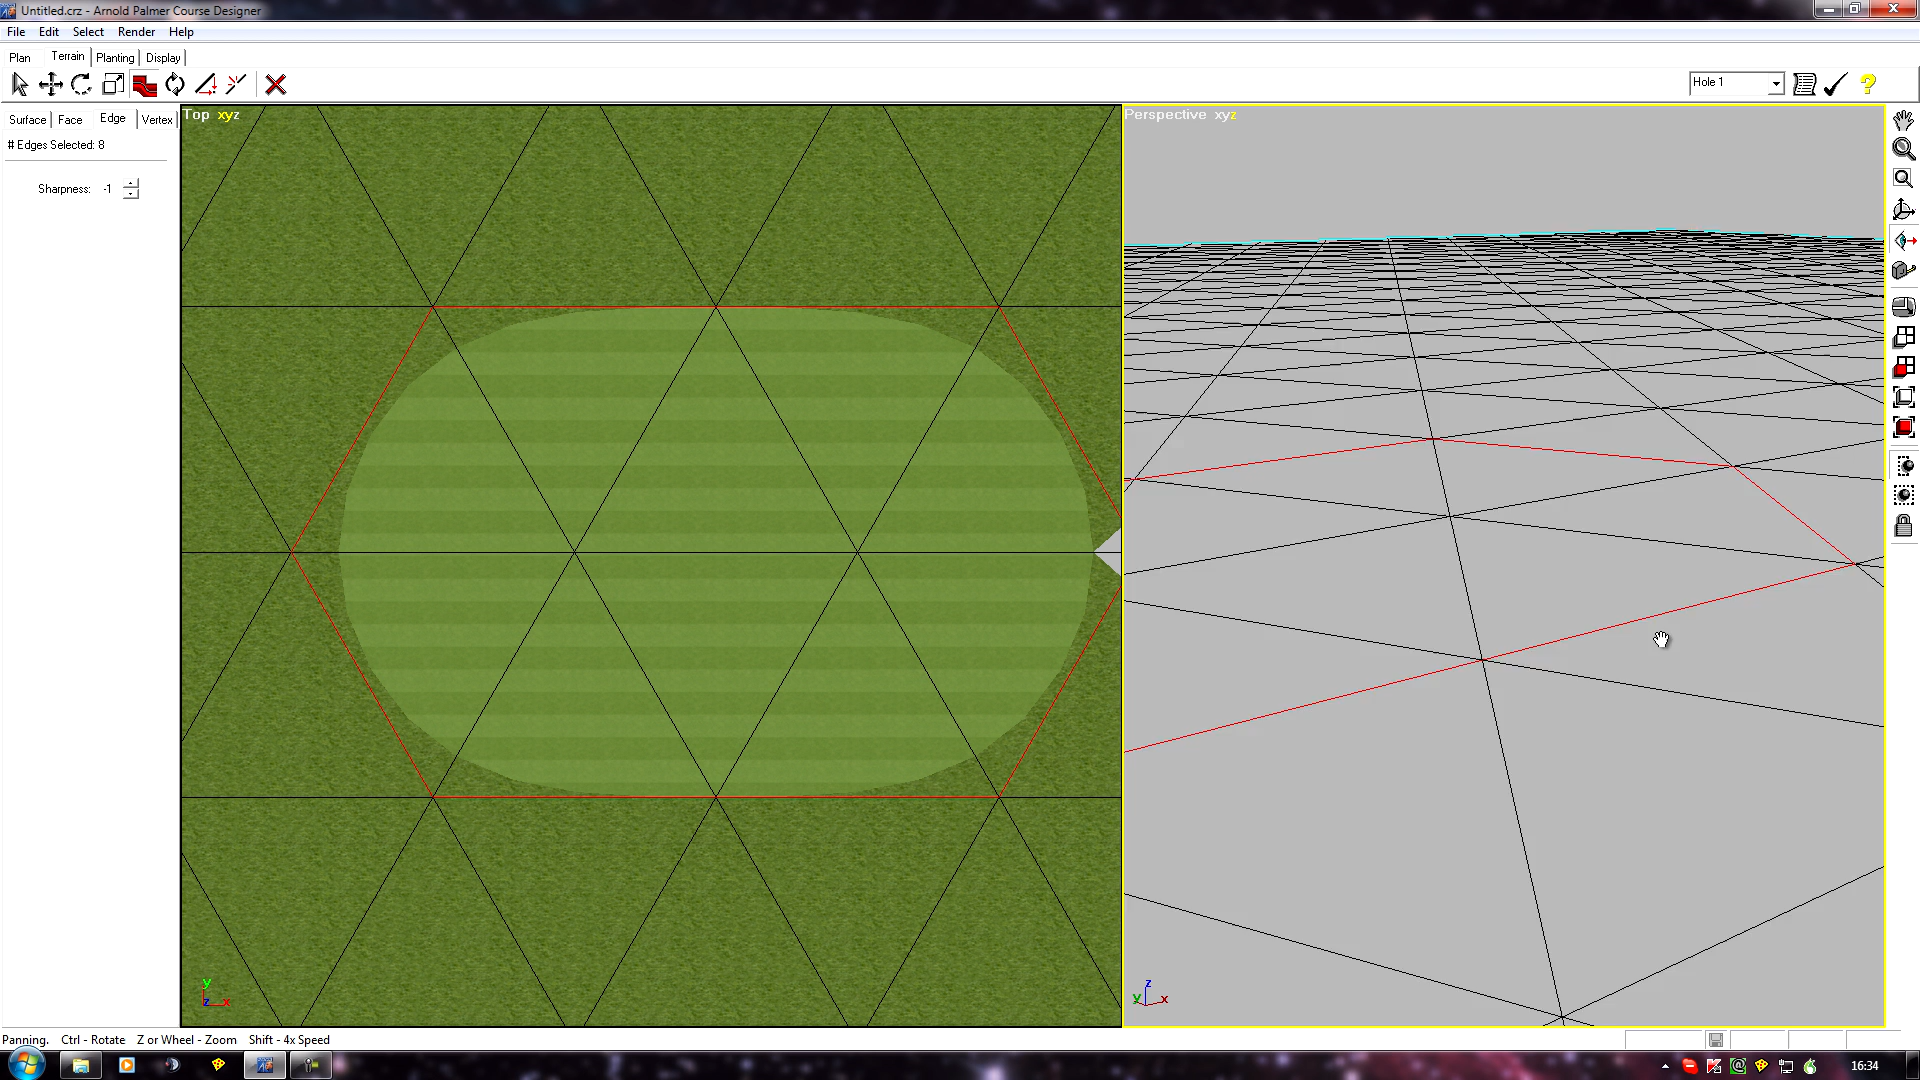 Untitled.crz - Arnold Palmer Course Designer
File Edit Select Render Help
Plan Terrain Planting Display
Hole 1
Surface Face Edge Vertex
# Edges Selected: 8
Sharpness: -1
Top xyz
Perspective xyz
y
z x
z
y x
Panning. Ctrl - Rotate Z or Wheel - Zoom Shift - 4x Speed
16:34